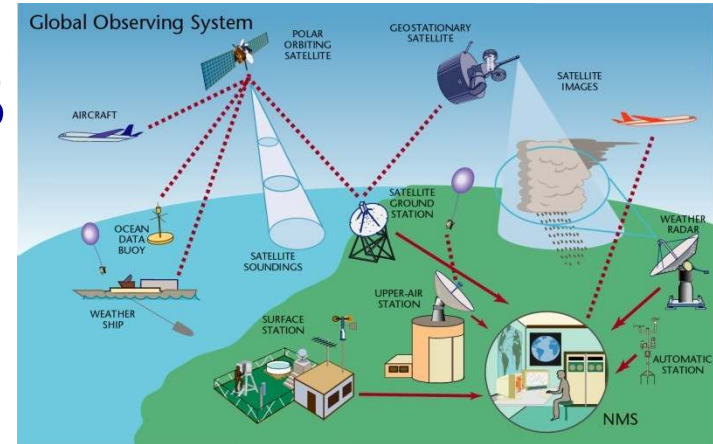 Global Observing System
POLAR
ORBITING
SATELLITE
GEOSTATIONARY
SATELLITE
SATELLITE
IMAGES
AIRCRAFT
OCEAN
DATA
BUOY
SATELLITE
SOUNDINGS
SATELLITE
GROUND
STATION
WEATHER
RADAR
WEATHER
SHIP
UPPER-AIR
STATION
SURFACE
STATION
AUTOMATIC
STATION
NMS